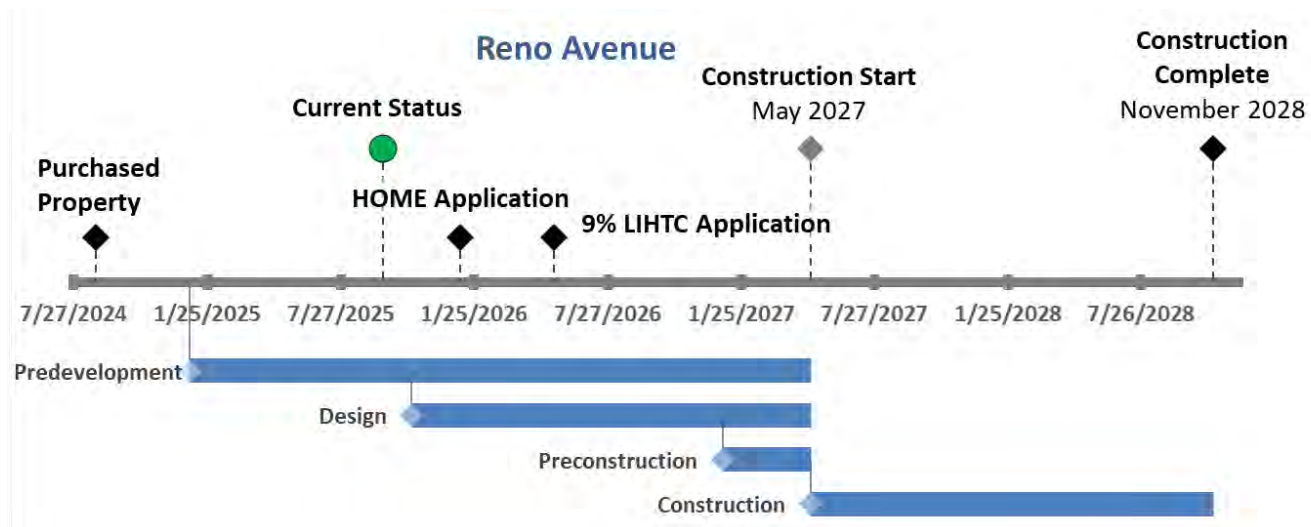 Reno Avenue
Construction
Complete
November 2028
Construction Start
May 2027
Current Status
Purchased
Property
HOME Application
9% LIHTC Application
7/27/2024 1/25/2025 7/27/2025 1/25/2026 7/27/2026 1/25/2027 7/27/2027 1/25/2028 7/26/2028
Predevelopment
Design
Preconstruction
Construction